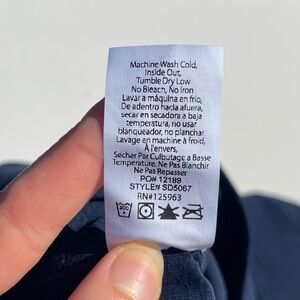 Machine Wash Cold,
Inside Out,
Tumble Dry Low
No Bleach, No Iron
Lavar a máquina en frío,
De adentro hacia afuera,
secar en secadora a baja
temperatura, no usar
blanqueador, no planchar
Lavage en machine à froid,
À l'envers,
Sécher Par Culbutage a Basse
Temperature. Ne Pas Blanchir
Ne Pas Repasser
PO# 12189
STYLE# SD5067
RN#125963